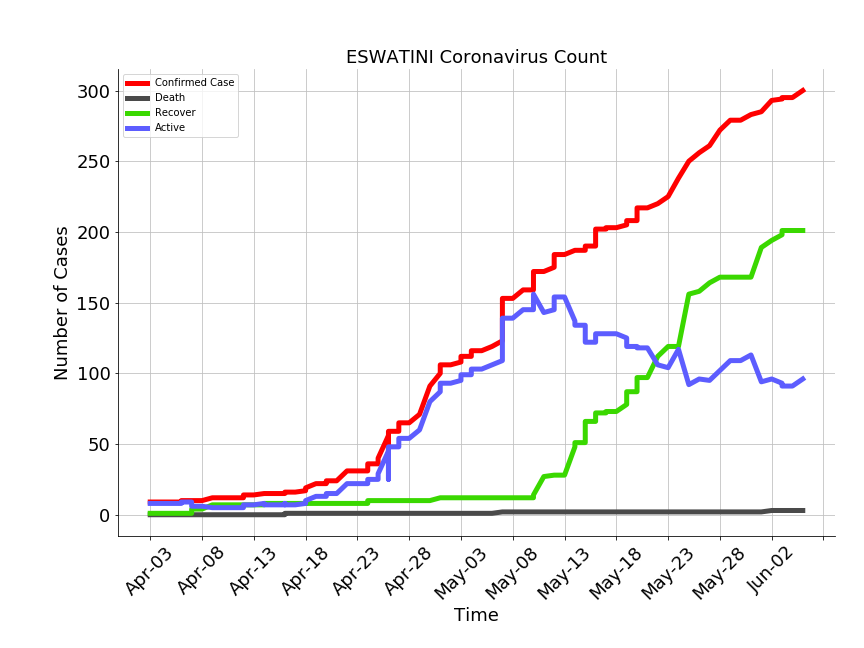 ESWATINI Coronavirus Count
Confirmed Case
Death
Recover
Active
Number of Cases
300
250
200
150
100
50
0
Apr-03 Apr-08 Apr-13 Apr-18 Apr-23 Apr-28 May-03 May-08 May-13 May-18 May-23 May-28 Jun-02
Time